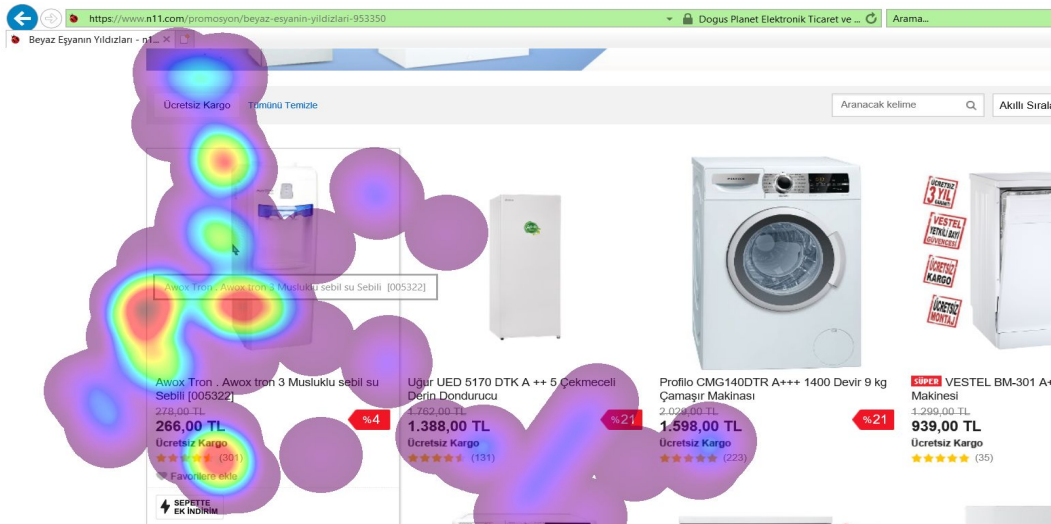 https://www.n11.com/promosyon/beyaz-esyanin-yildizlari-953350
Dogus Planet Elektronik Ticaret ve ...
Arama...
Beyaz Eşyanın Yıldızları - n1...
Ücretsiz Kargo
Tümünü Temizle
Aranacak kelime
Akıllı Sırala
ÜCRETSİZ
3 YIL
GARANTİ
VESTEL
YETKİLİ BAYİ
GÜVENCESİ
ÜCRETSİZ
KARGO
ÜCRETSİZ
MONTAJ
Awox Tron . Awox tron 3 Musluklu sebil su Sebili [005322]
Awox Tron . Awox tron 3 Musluklu sebil su
Sebili [005322]
278,00 TL
266,00 TL
%4
Ücretsiz Kargo
(301)
Favorilere ekle
SEPETTE
EK İNDİRİM
Uğur UED 5170 DTK A ++ 5 Çekmeceli
Derin Dondurucu
1.762,00 TL
1.388,00 TL
%21
Ücretsiz Kargo
(131)
Profilo CMG140DTR A+++ 1400 Devir 9 kg
Çamaşır Makinası
2.029,00 TL
1.598,00 TL
%21
Ücretsiz Kargo
(223)
SÜPER VESTEL BM-301 A+
Makinesi
1.299,00 TL
939,00 TL
Ücretsiz Kargo
(35)